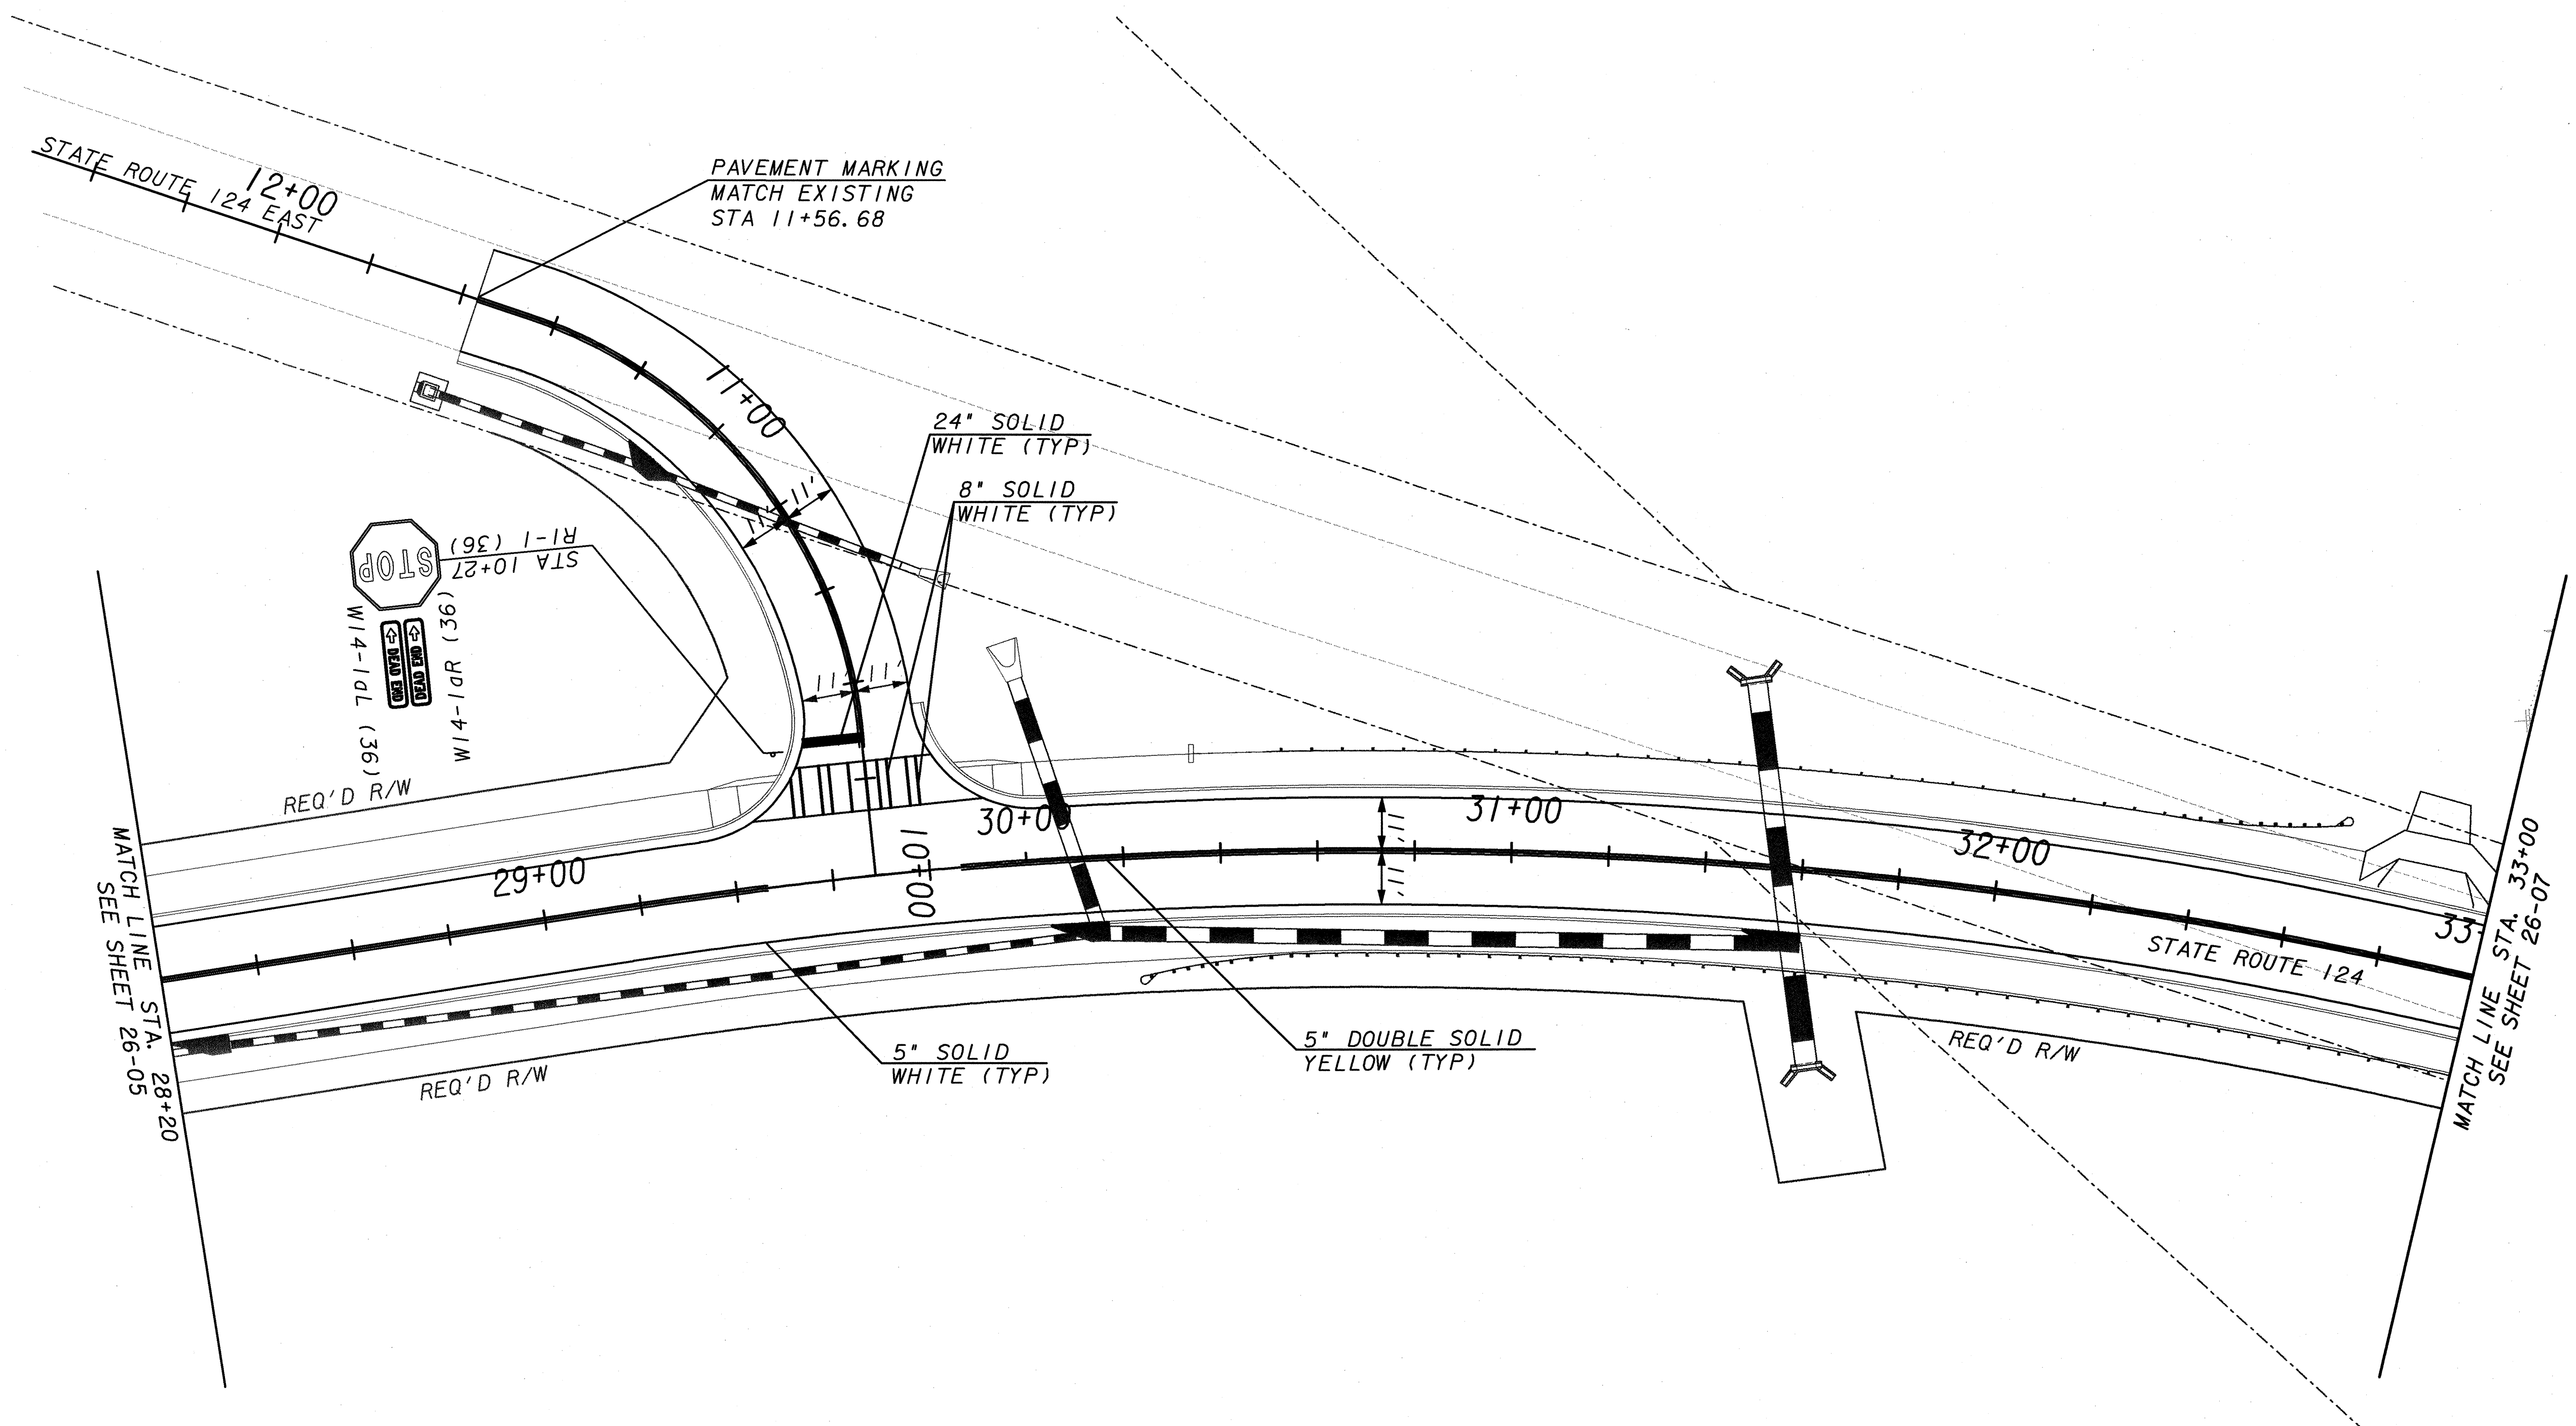 STATE ROUTE 124 EAST
12+00
PAVEMENT MARKING
MATCH EXISTING
STA 11+56.68
11+00
24" SOLID
WHITE (TYP)
8" SOLID
WHITE (TYP)
11'
11'
STOP
STA 10+27
R1-1 (36)
W14-1aL (36)
DEAD END
DEAD END
W14-1aR (36)
11'
11'
REQ'D R/W
MATCH LINE STA. 28+20
SEE SHEET 26-05
29+00
10+00
30+00
31+00
11'
11'
32+00
33+
STATE ROUTE 124
MATCH LINE STA. 33+00
SEE SHEET 26-07
REQ'D R/W
5" SOLID
WHITE (TYP)
5" DOUBLE SOLID
YELLOW (TYP)
REQ'D R/W